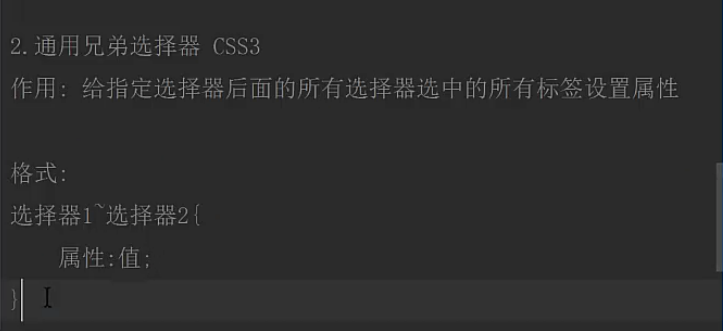 2.通用兄弟选择器 CSS3
作用: 给指定选择器后面的所有选择器选中的所有标签设置属性
格式:
选择器1~选择器2{
属性:值;
}